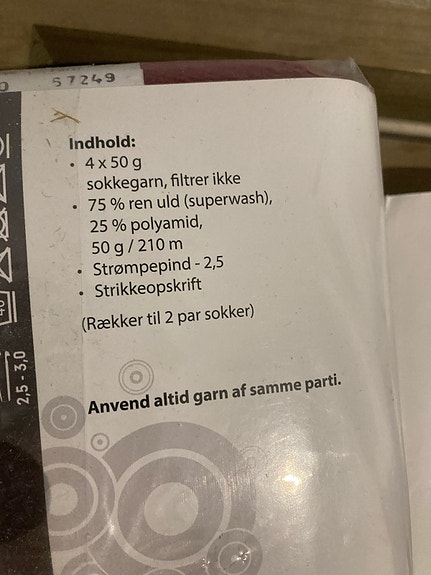 57249
Indhold:
• 4 x 50 g
sokkegarn, filtrer ikke
• 75 % ren uld (superwash),
25 % polyamid,
50 g / 210 m
• Strømpepind - 2,5
• Strikkeopskrift
(Rækker til 2 par sokker)
Anvend altid garn af samme parti.
40
2,5 - 3,0